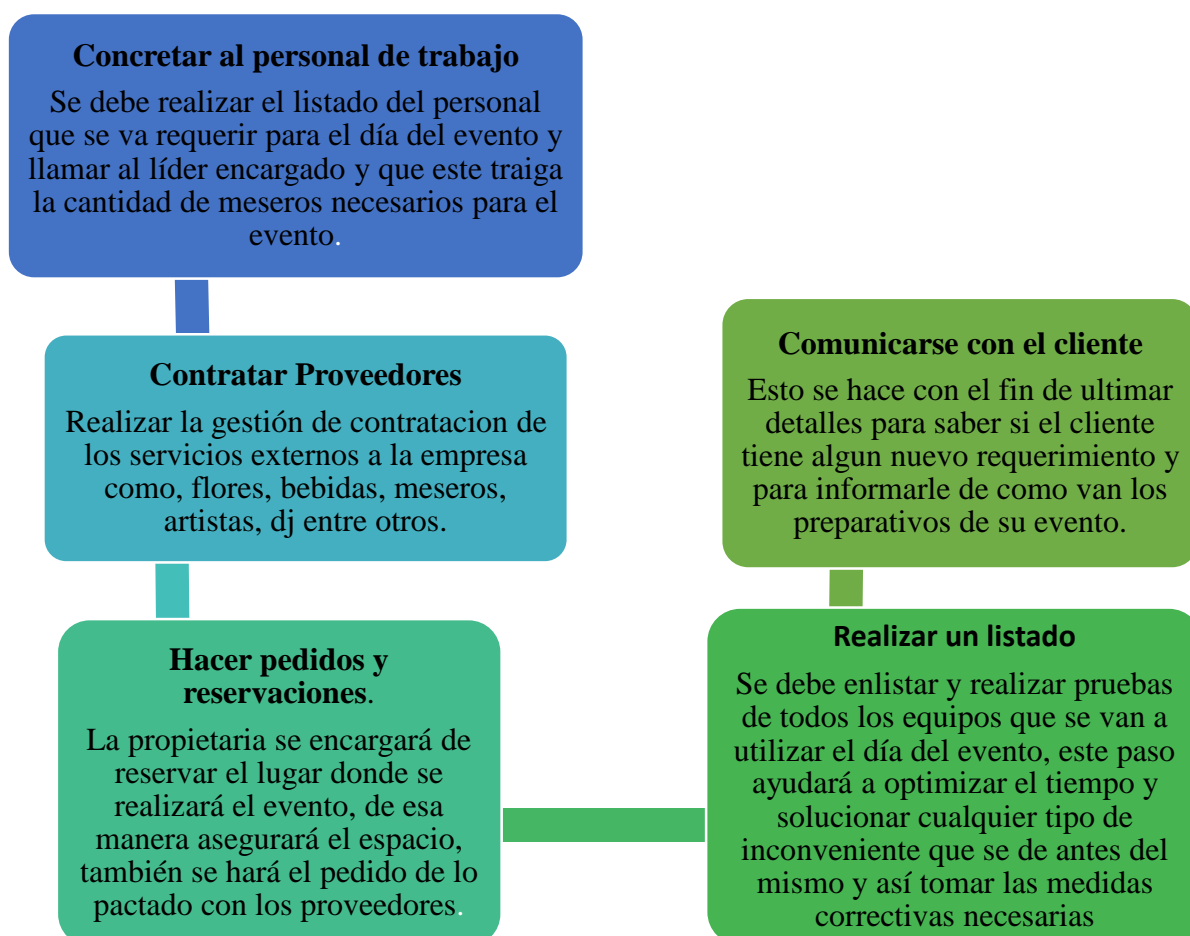 Concretar al personal de trabajo
Se debe realizar el listado del personal
que se va requerir para el día del evento y
llamar al líder encargado y que este traiga
la cantidad de meseros necesarios para el
evento.
Contratar Proveedores
Realizar la gestión de contratacion de
los servicios externos a la empresa
como, flores, bebidas, meseros,
artistas, dj entre otros.
Hacer pedidos y
reservaciones.
La propietaria se encargará de
reservar el lugar donde se
realizará el evento, de esa
manera asegurará el espacio,
también se hará el pedido de lo
pactado con los proveedores.
Realizar un listado
Se debe enlistar y realizar pruebas
de todos los equipos que se van a
utilizar el día del evento, este paso
ayudará a optimizar el tiempo y
solucionar cualquier tipo de
inconveniente que se de antes del
mismo y así tomar las medidas
correctivas necesarias
Comunicarse con el cliente
Esto se hace con el fin de ultimar
detalles para saber si el cliente
tiene algun nuevo requerimiento y
para informarle de como van los
preparativos de su evento.